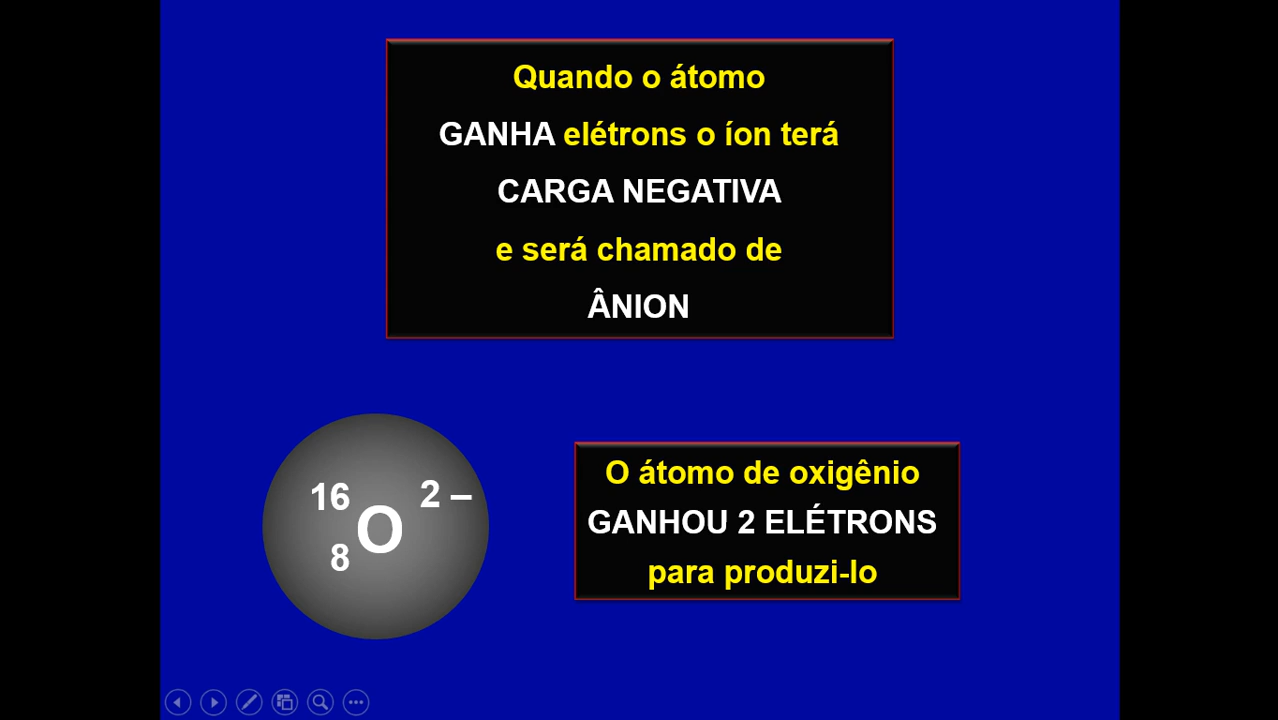 Quando o átomo
GANHA elétrons o íon terá
CARGA NEGATIVA
e será chamado de
ÂNION
16
8
O
2 –
O átomo de oxigênio
GANHOU 2 ELÉTRONS
para produzi-lo